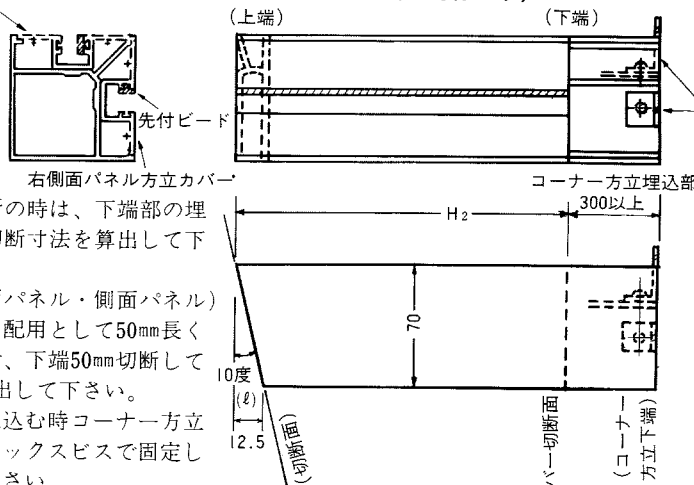 (上端)
(下端)
先付ビード
右側面パネル方立カバー
コーナー方立埋込部
300以上
H₂
の時は、下端部の埋
切断寸法を算出して下
パネル・側面パネル)
配用として50㎜長く
、下端50㎜切断して
出して下さい。
込む時コーナー方立
ックスビスで固定し
さい
70
10度
(ℓ)
12.5
(切断面)
バー切断面
(コーナー
方立下端)